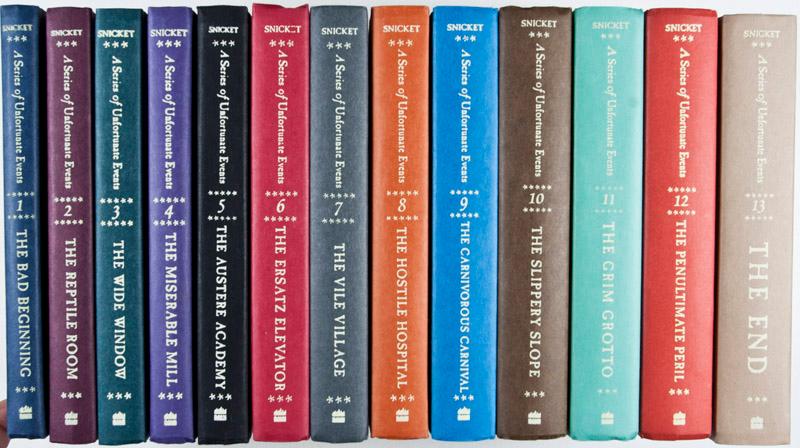 SNICKET
A Series of Unfortunate Events
1
THE BAD BEGINNING
SNICKET
A Series of Unfortunate Events
2
THE REPTILE ROOM
SNICKET
A Series of Unfortunate Events
3
THE WIDE WINDOW
SNICKET
A Series of Unfortunate Events
4
THE MISERABLE MILL
SNICKET
A Series of Unfortunate Events
5
THE AUSTERE ACADEMY
SNICKET
A Series of Unfortunate Events
6
THE ERSATZ ELEVATOR
SNICKET
A Series of Unfortunate Events
7
THE VILE VILLAGE
SNICKET
A Series of Unfortunate Events
8
THE HOSTILE HOSPITAL
SNICKET
A Series of Unfortunate Events
9
THE CARNIVOROUS CARNIVAL
SNICKET
A Series of Unfortunate Events
10
THE SLIPPERY SLOPE
SNICKET
A Series of Unfortunate Events
11
THE GRIM GROTTO
SNICKET
A Series of Unfortunate Events
12
THE PENULTIMATE PERIL
SNICKET
A Series of Unfortunate Events
13
THE END